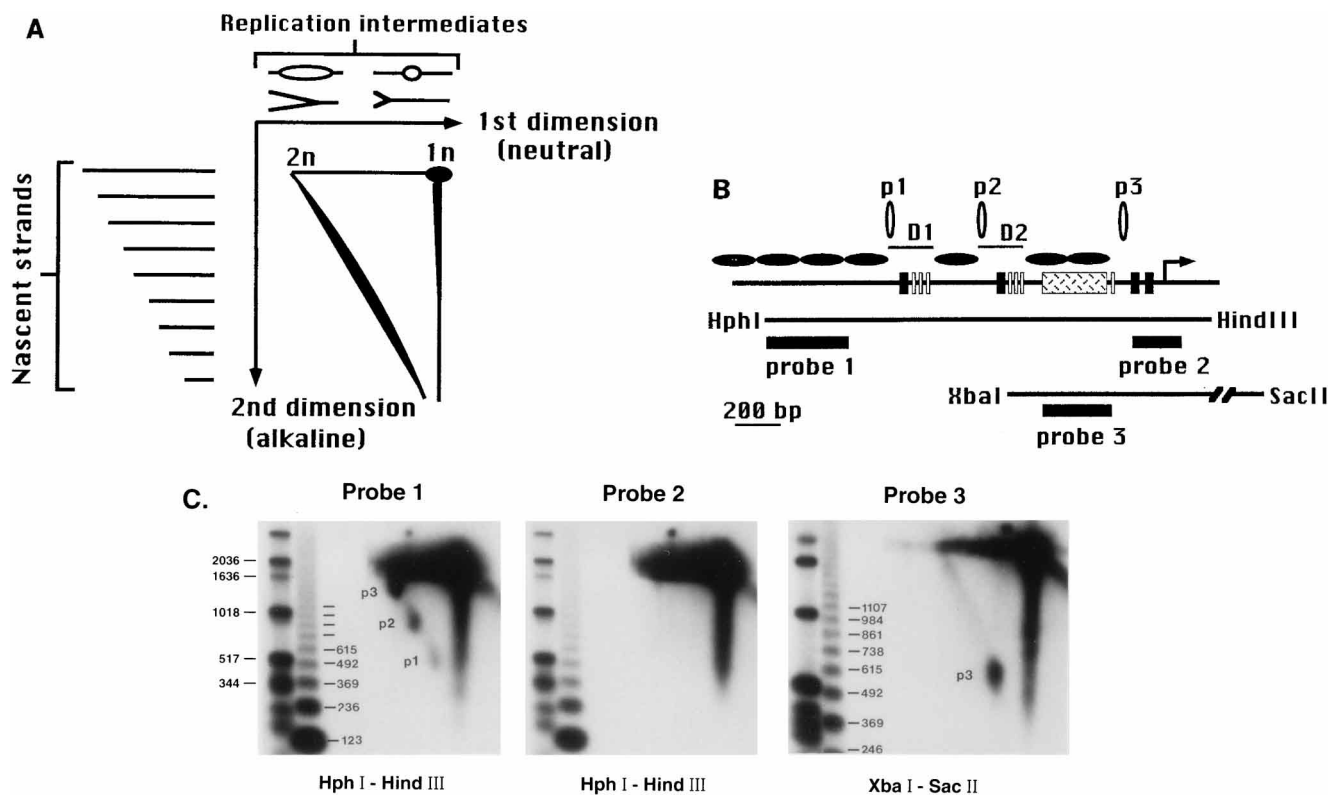 A
Replication intermediates
1st dimension
(neutral)
2n
1n
Nascent strands
2nd dimension
(alkaline)
B
p1
p2
p3
D1
D2
HphI
HindIII
probe 1
probe 2
XbaI
SacII
200 bp
probe 3
C.
Probe 1
Probe 2
Probe 3
2036
1636
p3
1018
p2
615
517
p1
492
344
369
236
123
1107
984
861
738
615
p3
492
369
246
Hph I - Hind III
Hph I - Hind III
Xba I - Sac II